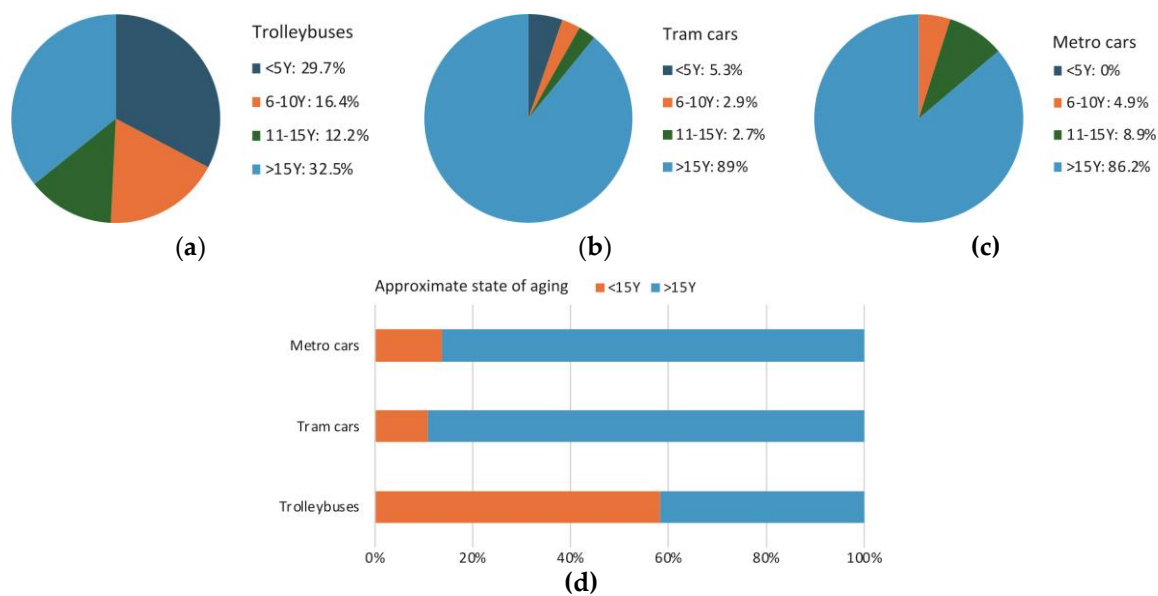 Trolleybuses
<5Y: 29.7%
6-10Y: 16.4%
11-15Y: 12.2%
>15Y: 32.5%
(a)
Tram cars
<5Y: 5.3%
6-10Y: 2.9%
11-15Y: 2.7%
>15Y: 89%
(b)
Metro cars
<5Y: 0%
6-10Y: 4.9%
11-15Y: 8.9%
>15Y: 86.2%
(c)
Approximate state of aging <15Y >15Y
Metro cars
Tram cars
Trolleybuses
0% 20% 40% 60% 80% 100%
(d)